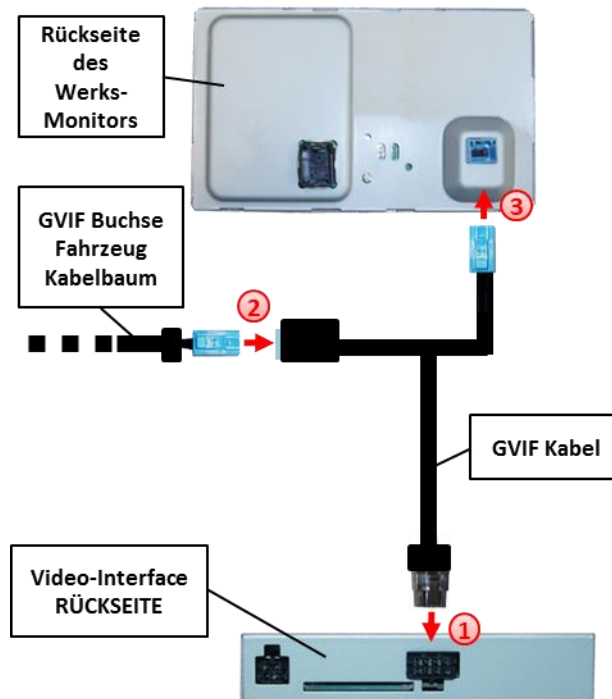 Rückseite
des
Werks-
Monitors
3
GVIF Buchse
Fahrzeug
Kabelbaum
2
GVIF Kabel
Video-Interface
RÜCKSEITE
1